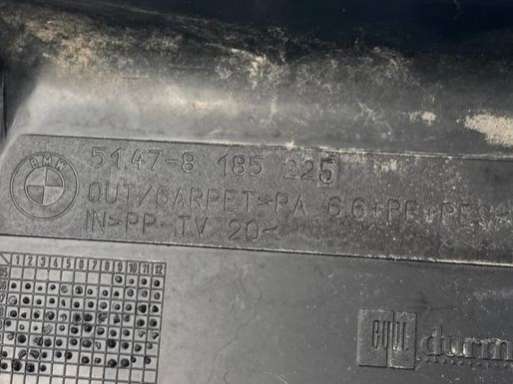 BMW
51 47-8 185 225
OUT/CARPET>PA 6.6+PE+PES<
IN>PP TV 20<
1 2 3 4 5 6 7 8 9 10 11 12